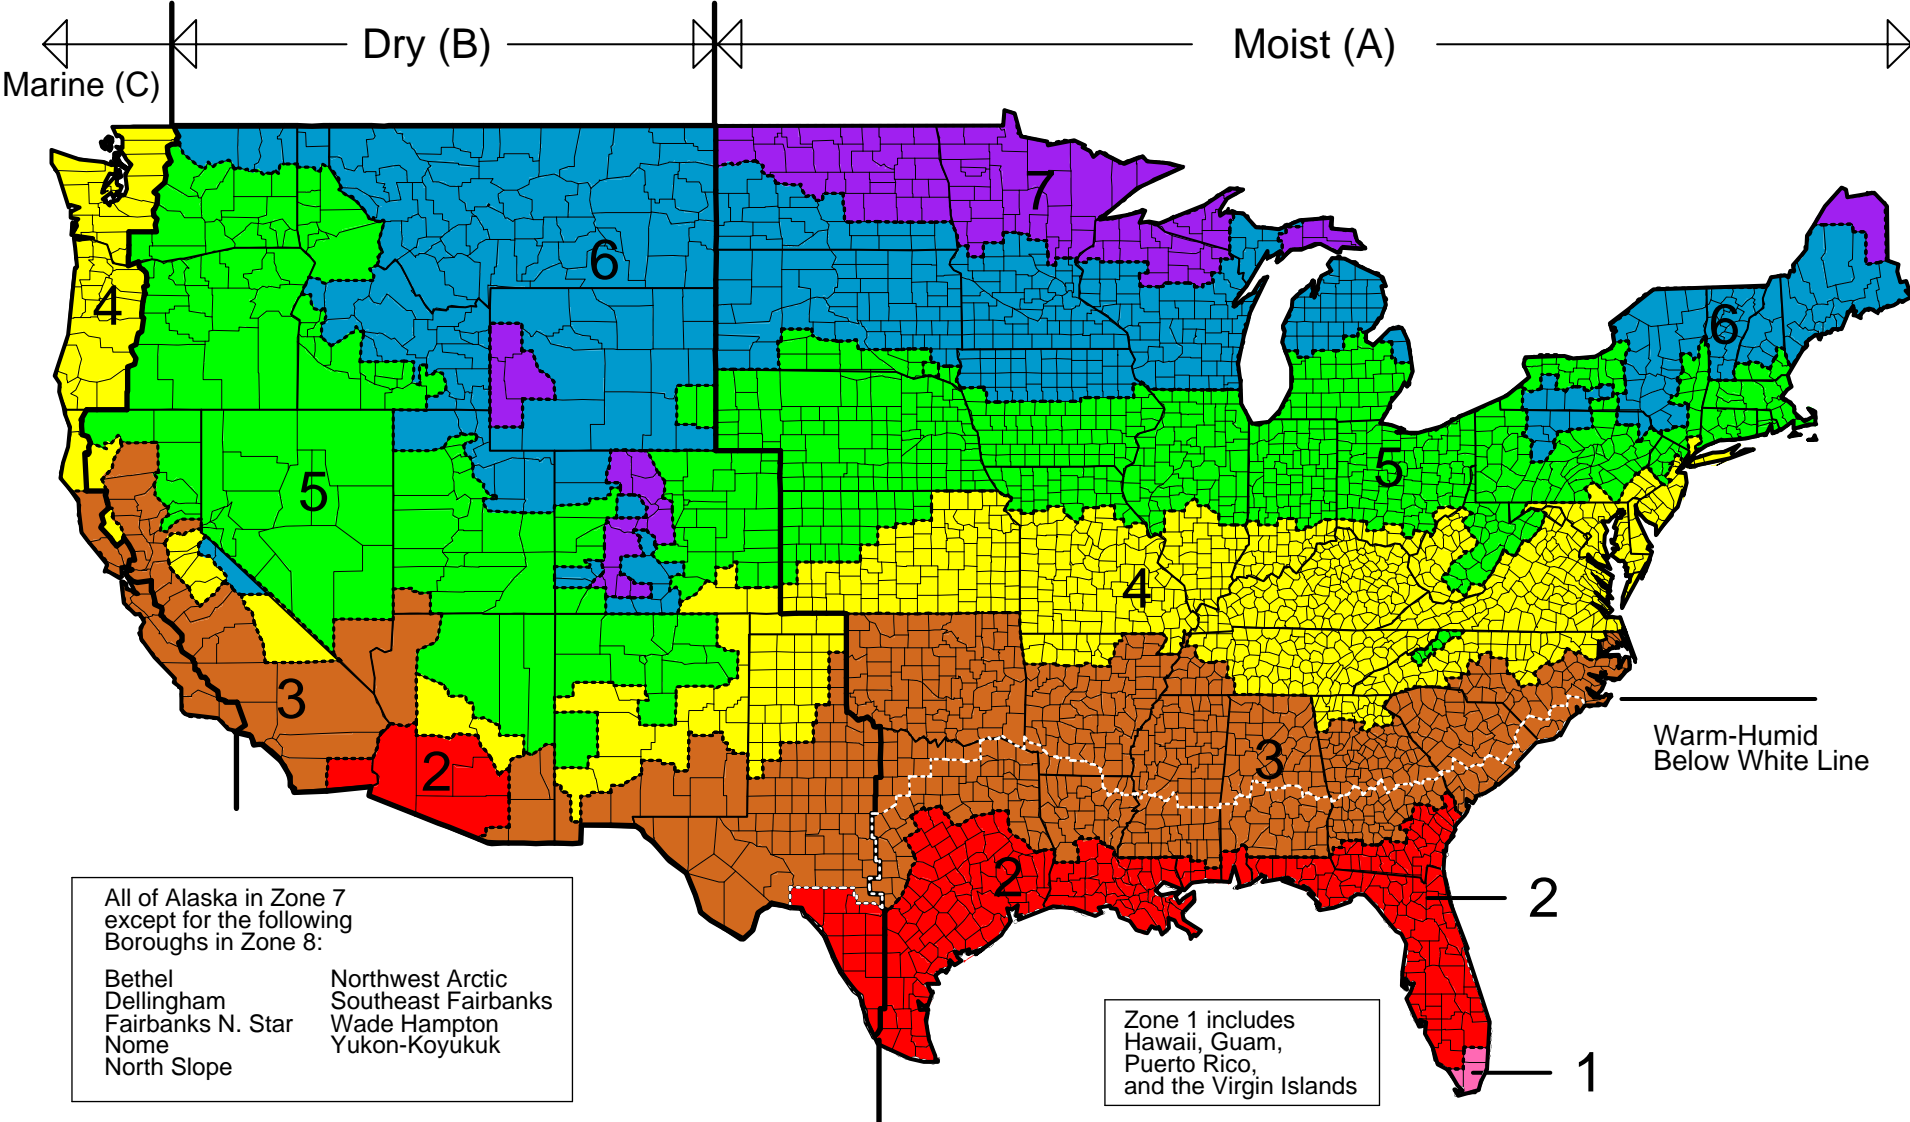 Dry (B)
Moist (A)
Marine (C)
7
6
4
6
5
5
4
3
3
2
2
Warm-Humid
Below White Line
2
1
All of Alaska in Zone 7
except for the following
Boroughs in Zone 8:
Bethel
Dellingham
Fairbanks N. Star
Nome
North Slope
Northwest Arctic
Southeast Fairbanks
Wade Hampton
Yukon-Koyukuk
Zone 1 includes
Hawaii, Guam,
Puerto Rico,
and the Virgin Islands